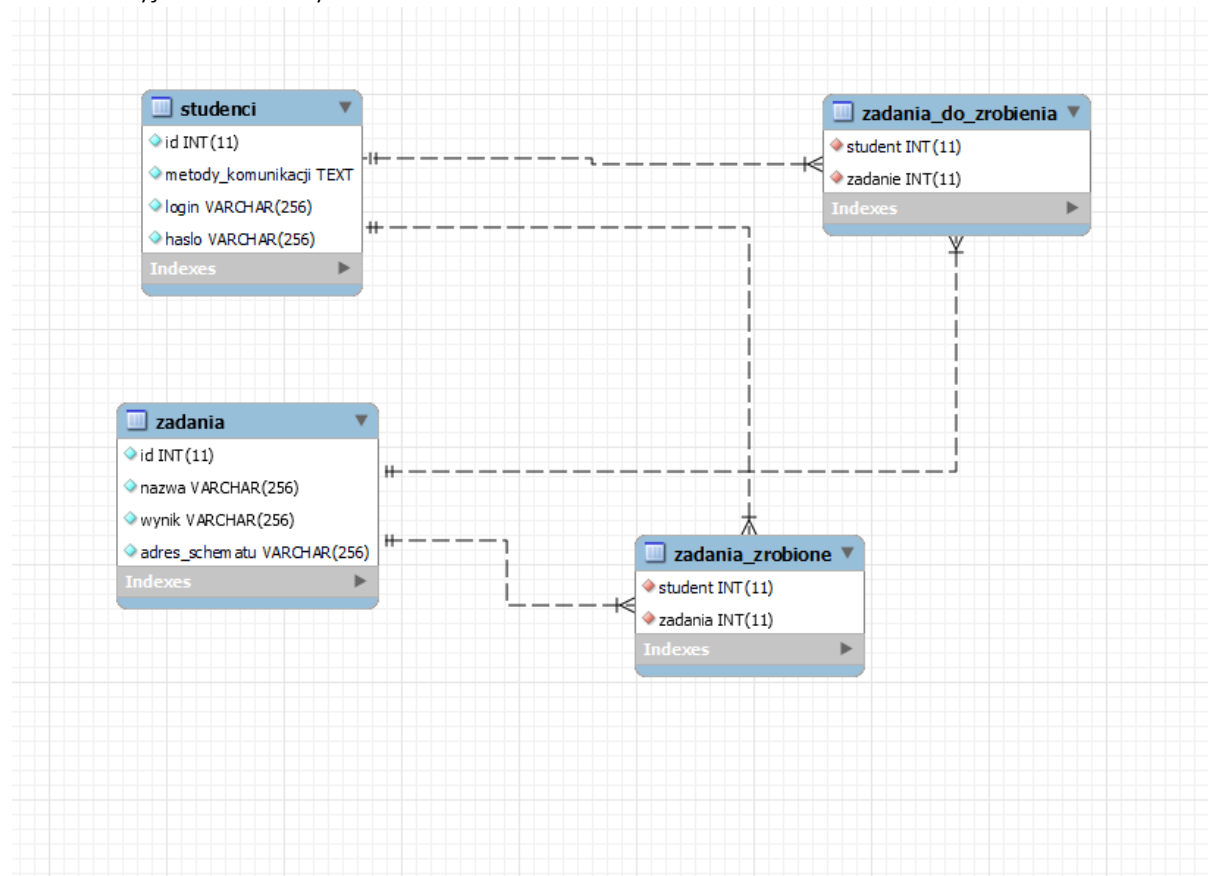 studenci
id INT(11)
metody_komunikacji TEXT
login VARCHAR(256)
haslo VARCHAR(256)
Indexes
zadania_do_zrobienia
student INT(11)
zadanie INT(11)
Indexes
zadania
id INT(11)
nazwa VARCHAR(256)
wynik VARCHAR(256)
adres_schematu VARCHAR(256)
Indexes
zadania_zrobione
student INT(11)
zadania INT(11)
Indexes